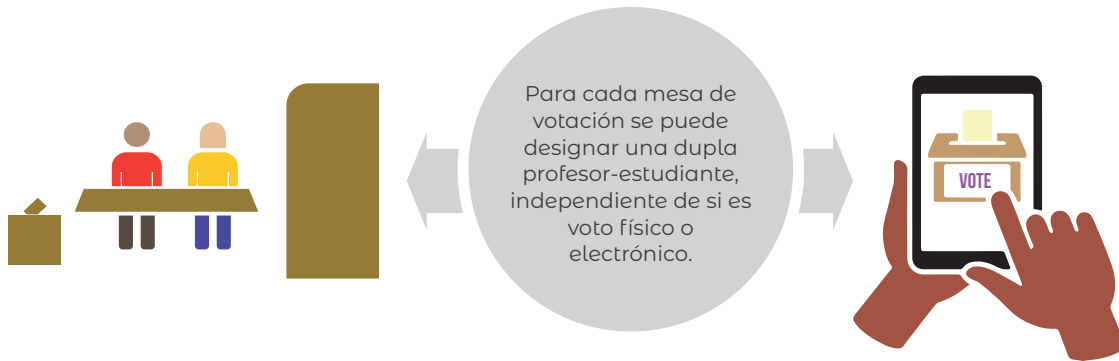 Para cada mesa de
votación se puede
designar una dupla
profesor-estudiante,
independiente de si es
voto físico o
electrónico.
VOTE